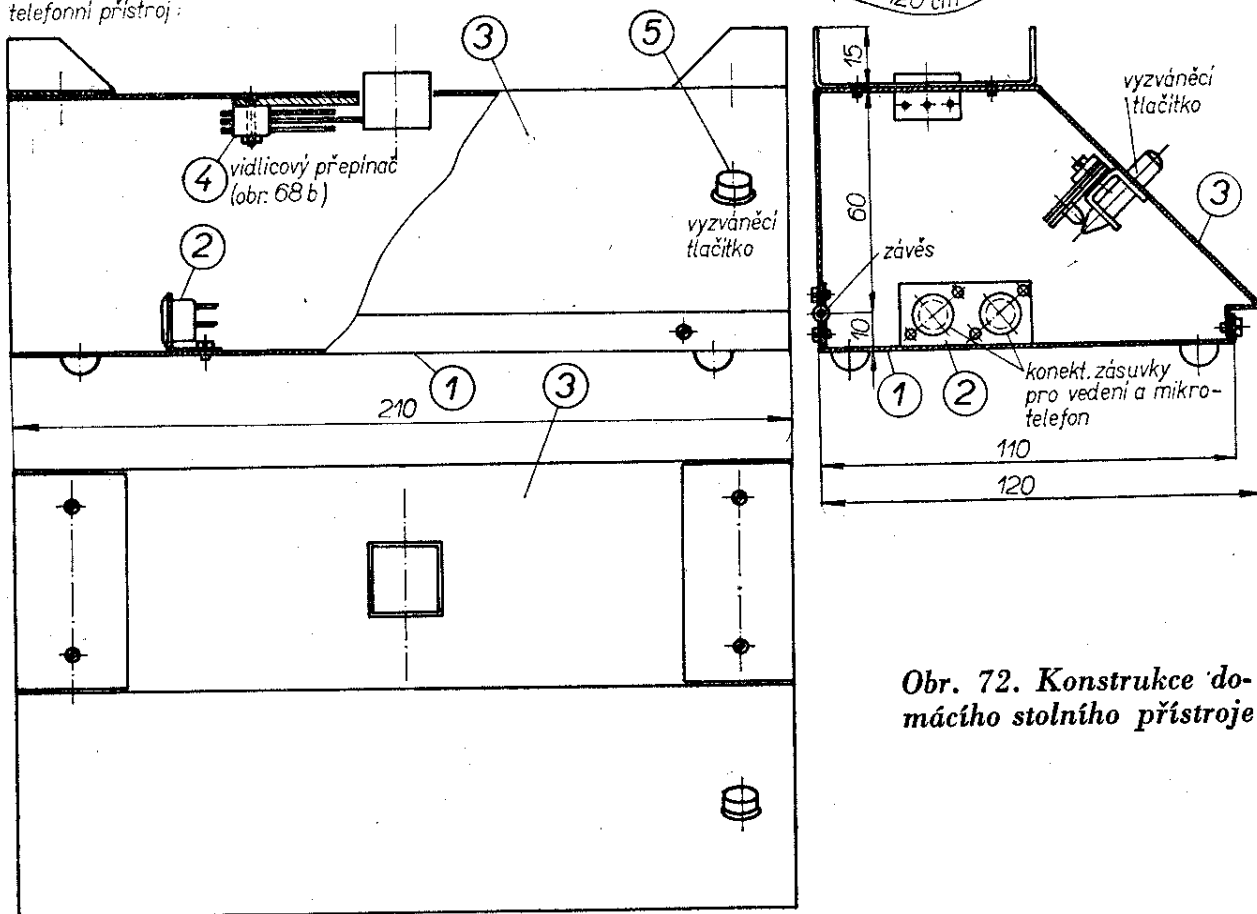 telefonní přístroj :
120 cm
3
5
15
vyzváněcí
tlačítko
4
vidlicový přepínač
(obr. 68 b)
60
3
2
vyzváněcí
tlačítko
závěs
10
1
3
1
2
konekt. zásuvky
pro vedení a mikro-
telefon
210
110
120
Obr. 72. Konstrukce do-
mácího stolního přístroje